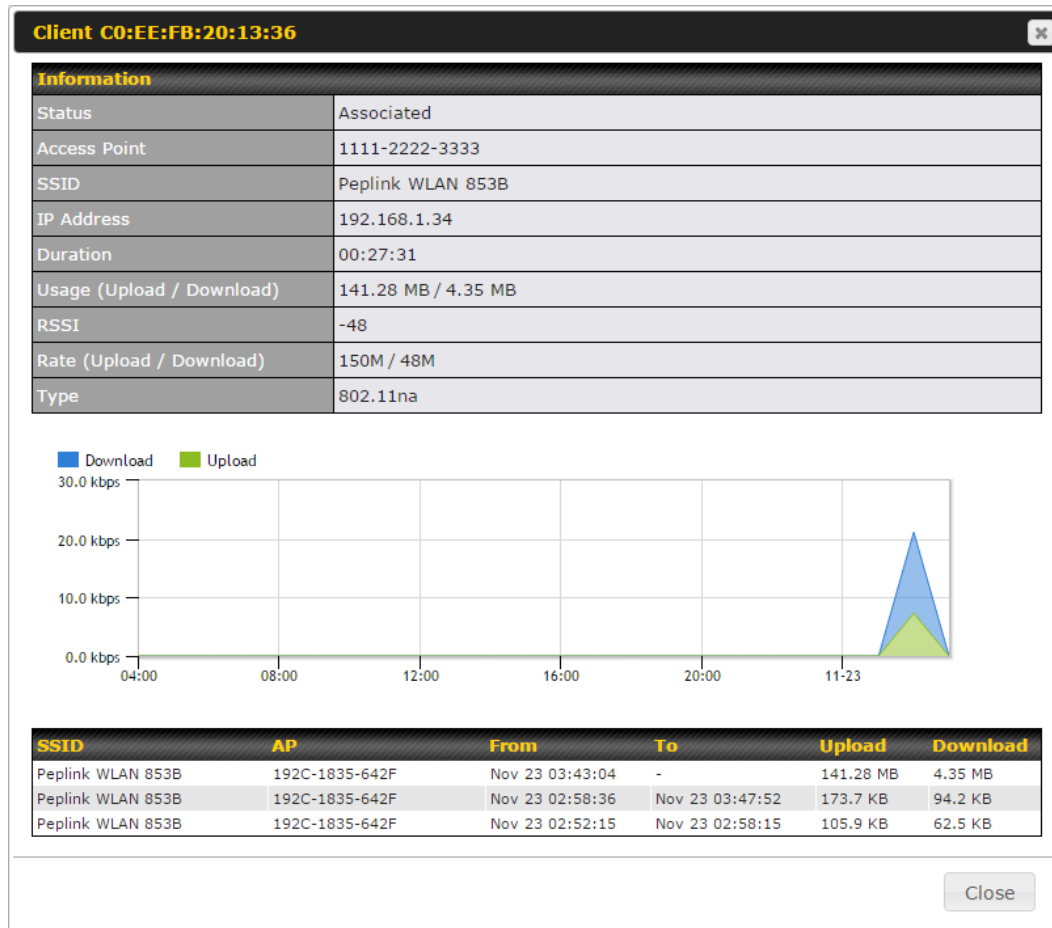 Client C0:EE:FB:20:13:36
Information
Status Associated
Access Point 1111-2222-3333
SSID Peplink WLAN 853B
IP Address 192.168.1.34
Duration 00:27:31
Usage (Upload / Download) 141.28 MB / 4.35 MB
RSSI -48
Rate (Upload / Download) 150M / 48M
Type 802.11na
Download Upload
30.0 kbps
20.0 kbps
10.0 kbps
0.0 kbps
04:00 08:00 12:00 16:00 20:00 11-23
SSID AP From To Upload Download
Peplink WLAN 853B 192C-1835-642F Nov 23 03:43:04 - 141.28 MB 4.35 MB
Peplink WLAN 853B 192C-1835-642F Nov 23 02:58:36 Nov 23 03:47:52 173.7 KB 94.2 KB
Peplink WLAN 853B 192C-1835-642F Nov 23 02:52:15 Nov 23 02:58:15 105.9 KB 62.5 KB
Close